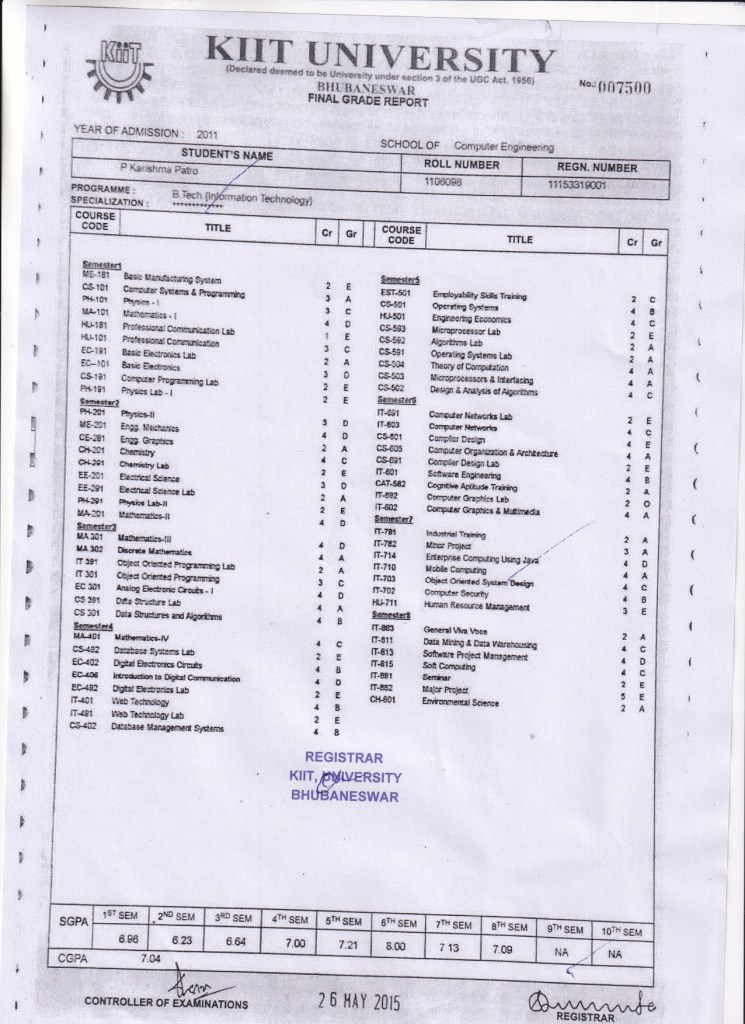 KIIT
KIIT UNIVERSITY
(Declared deemed to be University under section 3 of the UGC Act, 1956)
BHUBANESWAR
FINAL GRADE REPORT
No.: 007500
YEAR OF ADMISSION : 2011
SCHOOL OF Computer Engineering
STUDENT'S NAME ROLL NUMBER REGN. NUMBER
P Karishma Patro 1106098 11153319001
PROGRAMME : B.Tech.(Information Technology)
SPECIALIZATION : *************
COURSE CODE TITLE Cr Gr COURSE CODE TITLE Cr Gr
Semester1
ME-191 Basic Manufacturing System 2 E
CS-101 Computer Systems & Programming 3 A
PH-101 Physics - I 3 C
MA-101 Mathematics - I 4 D
HU-181 Professional Communication Lab 1 E
HU-101 Professional Communication 3 C
EC-191 Basic Electronics Lab 2 A
EC-101 Basic Electronics 3 D
CS-191 Computer Programming Lab 2 E
PH-191 Physics Lab - I 2 E
Semester2
PH-201 Physics-II 3 D
ME-201 Engg. Mechanics 4 D
CE-281 Engg. Graphics 2 A
CH-201 Chemistry 4 C
CH-291 Chemistry Lab 2 E
EE-201 Electrical Science 3 D
EE-291 Electrical Science Lab 2 A
PH-291 Physics Lab-II 2 E
MA-201 Mathematics-II 4 D
Semester3
MA 301 Mathematics-III 4 D
MA 302 Discrete Mathematics 4 A
IT 391 Object Oriented Programming Lab 2 A
IT 301 Object Oriented Programming 3 C
EC 301 Analog Electronic Circuits - I 4 D
CS 391 Data Structure Lab 4 A
CS 301 Data Structures and Algorithms 4 B
Semester4
MA-401 Mathematics-IV 4 C
CS-492 Database Systems Lab 2 E
EC-402 Digital Electronics Circuits 4 B
EC-406 Introduction to Digital Communication 4 D
EC-492 Digital Electronics Lab 2 E
IT-401 Web Technology 4 B
IT-491 Web Technology Lab 2 E
CS-402 Database Management Systems 4 B
Semester5
EST-501 Employability Skills Training 2 C
CS-501 Operating Systems 4 B
HU-501 Engineering Economics 4 C
CS-593 Microprocessor Lab 2 E
CS-592 Algorithms Lab 2 A
CS-591 Operating Systems Lab 2 A
CS-504 Theory of Computation 4 A
CS-503 Microprocessors & Interfacing 4 A
CS-502 Design & Analysis of Algorithms 4 C
Semester6
IT-691 Computer Networks Lab 2 E
IT-603 Computer Networks 4 C
CS-601 Compiler Design 4 E
CS-605 Computer Organization & Architecture 4 A
CS-691 Compiler Design Lab 2 E
IT-601 Software Engineering 4 B
CAT-582 Cognitive Aptitude Training 2 A
IT-692 Computer Graphics Lab 2 O
IT-602 Computer Graphics & Multimedia 4 A
Semester7
IT-781 Industrial Training 2 A
IT-782 Minor Project 3 A
IT-714 Enterprise Computing Using Java 4 D
IT-710 Mobile Computing 4 A
IT-703 Object Oriented System Design 4 C
IT-702 Computer Security 4 B
HU-711 Human Resource Management 3 E
Semester8
IT-883 General Viva Voce 2 A
IT-811 Data Mining & Data Warehousing 4 C
IT-813 Software Project Management 4 D
IT-815 Soft Computing 4 C
IT-881 Seminar 2 E
IT-882 Major Project 5 E
CH-801 Environmental Science 2 A
REGISTRAR
KIIT, UNIVERSITY
BHUBANESWAR
SGPA 1ST SEM 2ND SEM 3RD SEM 4TH SEM 5TH SEM 6TH SEM 7TH SEM 8TH SEM 9TH SEM 10TH SEM
6.96 6.23 6.64 7.00 7.21 8.00 7.13 7.09 NA NA
CGPA 7.04
CONTROLLER OF EXAMINATIONS
26 MAY 2015
REGISTRAR